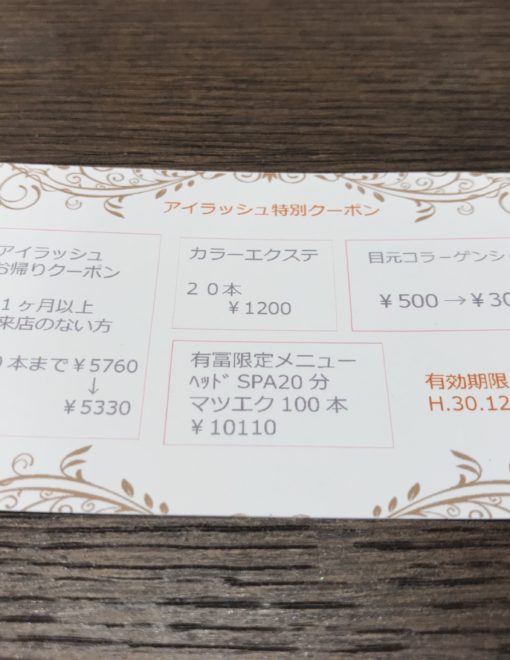 アイラッシュ特別クーポン
アイラッシュ
お帰りクーポン
1ヶ月以上
来店のない方
本まで￥5760
↓
￥5330
カラーエクステ
２０本
￥1200
目元コラーゲンシ
￥500→￥30
有冨限定メニュー
ﾍｯﾄﾞSPA20分
マツエク100本
￥10110
有効期限
H.30.12